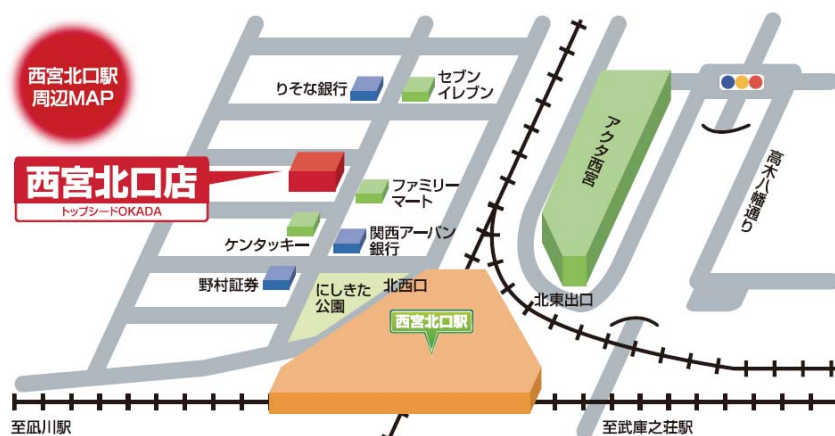 西宮北口駅
周辺MAP
西宮北口店
トップシードOKADA
りそな銀行
セブン
イレブン
ファミリー
マート
ケンタッキー
関西アーバン
銀行
野村証券
にしきた
公園
北西口
西宮北口駅
アクタ西宮
高木八幡通り
北東出口
至凪川駅
至武庫之荘駅